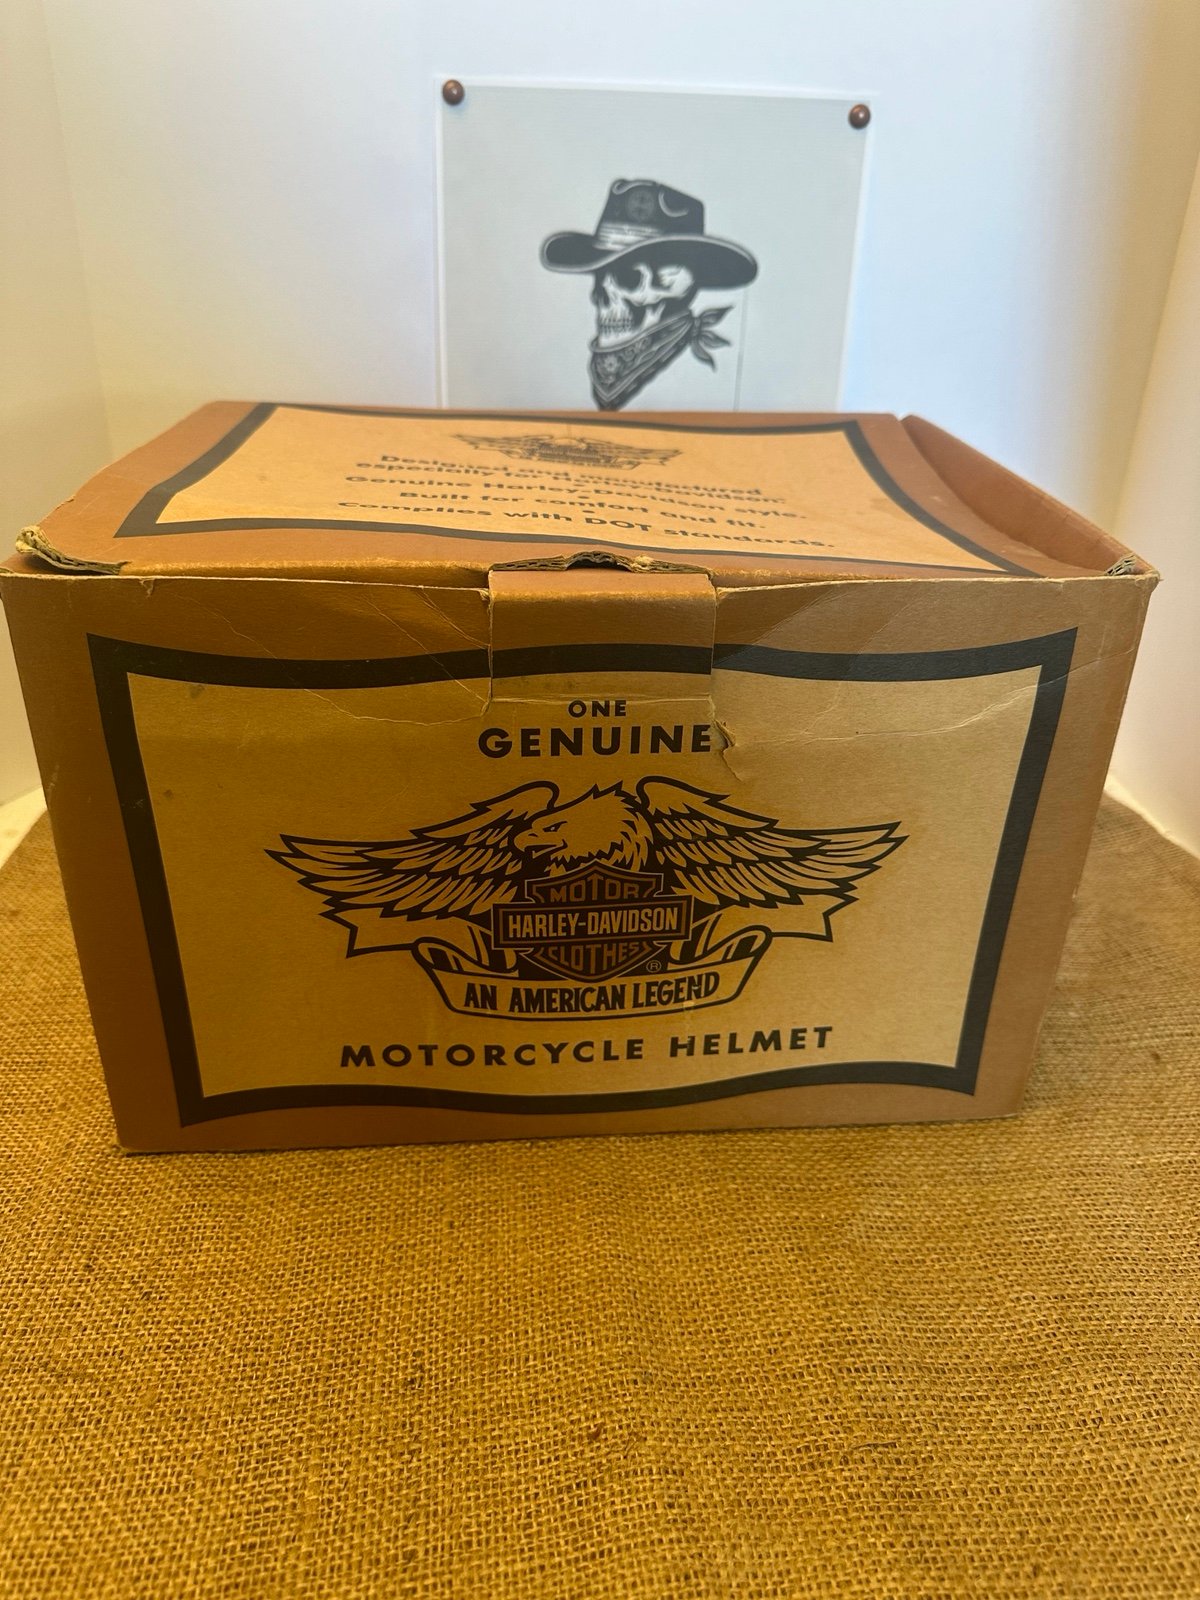 Designed and manufactured
especially for Harley-Davidson.
Genuine Harley-Davidson style.
•
Built for comfort and fit.
•
Complies with DOT standards.
ONE
GENUINE
MOTOR
HARLEY-DAVIDSON
CLOTHES
®
AN AMERICAN LEGEND
MOTORCYCLE HELMET